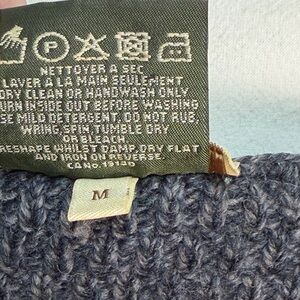 NETTOYER A SEC
LAVER A LA MAIN SEULEMENT
DRY CLEAN OR HANDWASH ONLY
TURN INSIDE OUT BEFORE WASHING
USE MILD DETERGENT. DO NOT RUB,
WRING, SPIN, TUMBLE DRY
OR BLEACH
RESHAPE WHILST DAMP, DRY FLAT
AND IRON ON REVERSE.
CA No. 19140
M